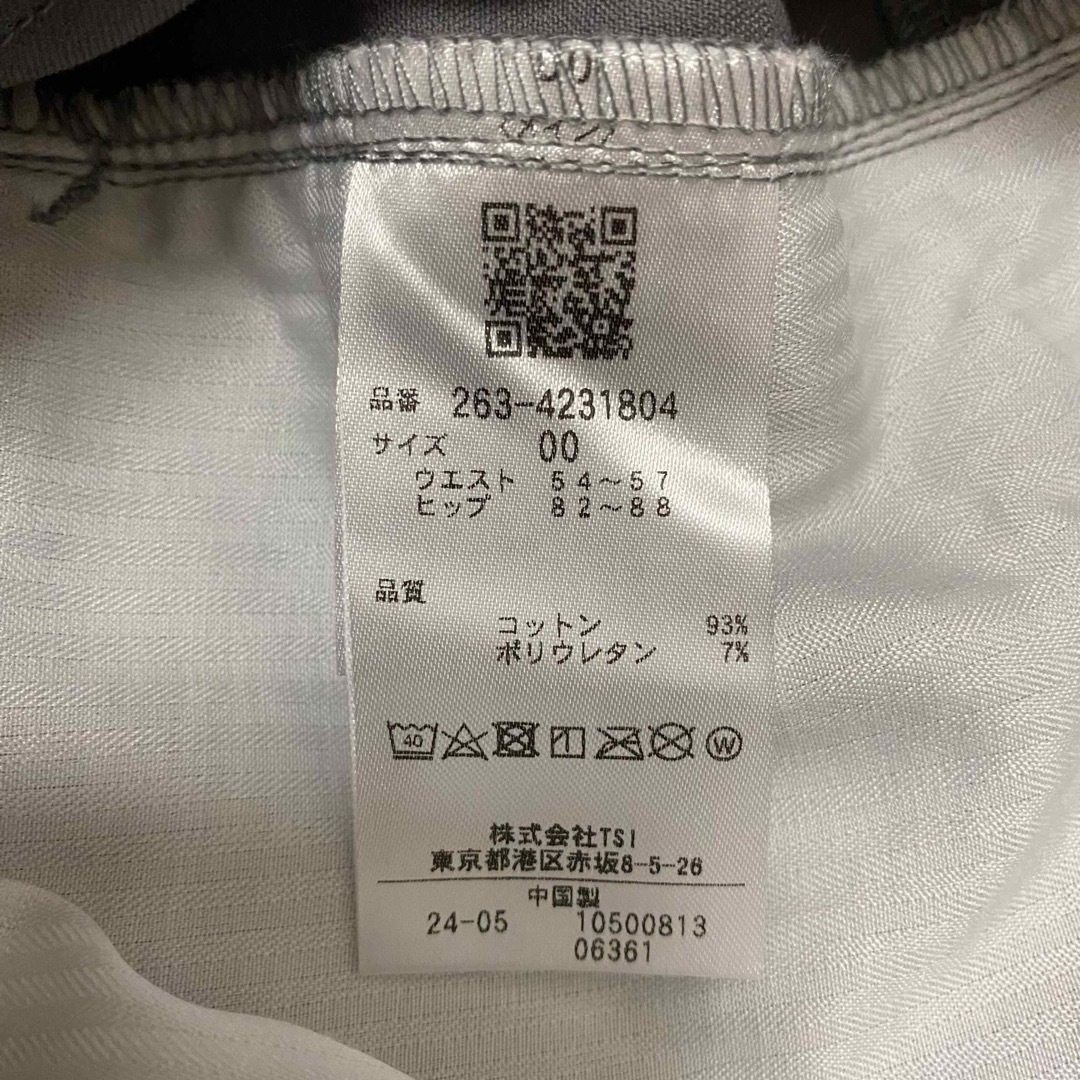 00
品番 263-4231804
サイズ 00
ウエスト 54～57
ヒップ 82～88
品質
コットン 93%
ポリウレタン 7%
40
W
株式会社TSI
東京都港区赤坂8-5-26
中国製
24-05 10500813
06361